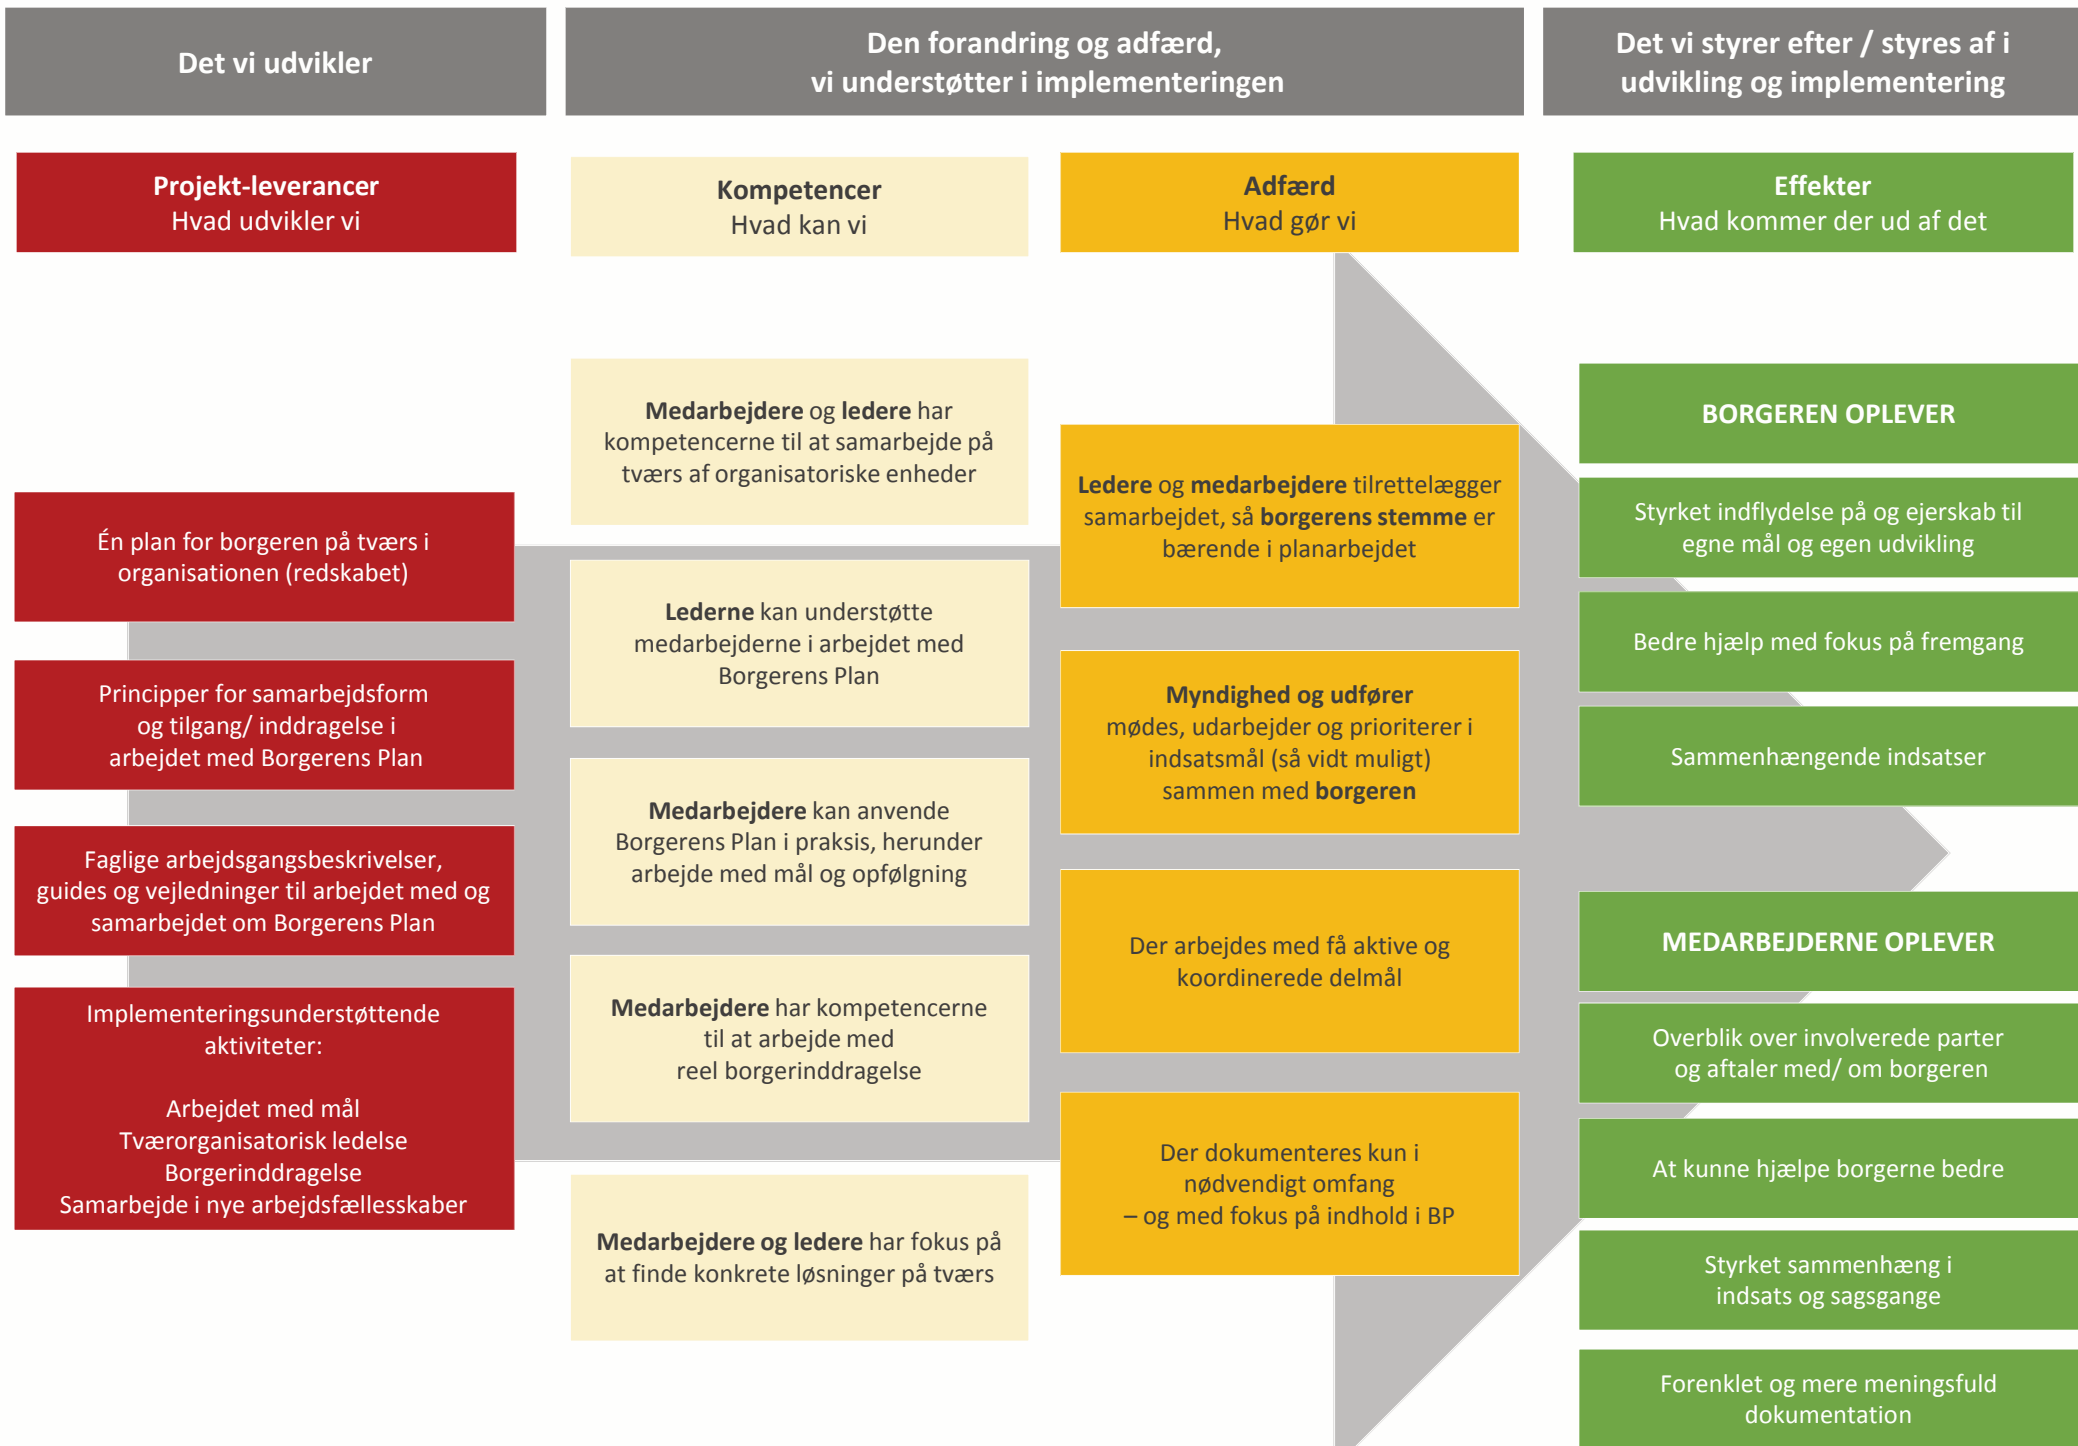 Det vi udvikler
Den forandring og adfærd,
vi understøtter i implementeringen
Det vi styrer efter / styres af i
udvikling og implementering
Projekt-leverancer
Hvad udvikler vi
Kompetencer
Hvad kan vi
Adfærd
Hvad gør vi
Effekter
Hvad kommer der ud af det
Én plan for borgeren på tværs i
organisationen (redskabet)
Principper for samarbejdsform
og tilgang/ inddragelse i
arbejdet med Borgerens Plan
Faglige arbejdsgangsbeskrivelser,
guides og vejledninger til arbejdet med og
samarbejdet om Borgerens Plan
Implementeringsunderstøttende
aktiviteter:
Arbejdet med mål
Tværorganisatorisk ledelse
Borgerinddragelse
Samarbejde i nye arbejdsfællesskaber
Medarbejdere og ledere har
kompetencerne til at samarbejde på
tværs af organisatoriske enheder
Lederne kan understøtte
medarbejderne i arbejdet med
Borgerens Plan
Medarbejdere kan anvende
Borgerens Plan i praksis, herunder
arbejde med mål og opfølgning
Medarbejdere har kompetencerne
til at arbejde med
reel borgerinddragelse
Medarbejdere og ledere har fokus på
at finde konkrete løsninger på tværs
Ledere og medarbejdere tilrettelægger
samarbejdet, så borgerens stemme er
bærende i planarbejdet
Myndighed og udfører
mødes, udarbejder og prioriterer i
indsatsmål (så vidt muligt)
sammen med borgeren
Der arbejdes med få aktive og
koordinerede delmål
Der dokumenteres kun i
nødvendigt omfang
– og med fokus på indhold i BP
BORGEREN OPLEVER
Styrket indflydelse på og ejerskab til
egne mål og egen udvikling
Bedre hjælp med fokus på fremgang
Sammenhængende indsatser
MEDARBEJDERNE OPLEVER
Overblik over involverede parter
og aftaler med/ om borgeren
At kunne hjælpe borgerne bedre
Styrket sammenhæng i
indsats og sagsgange
Forenklet og mere meningsfuld
dokumentation